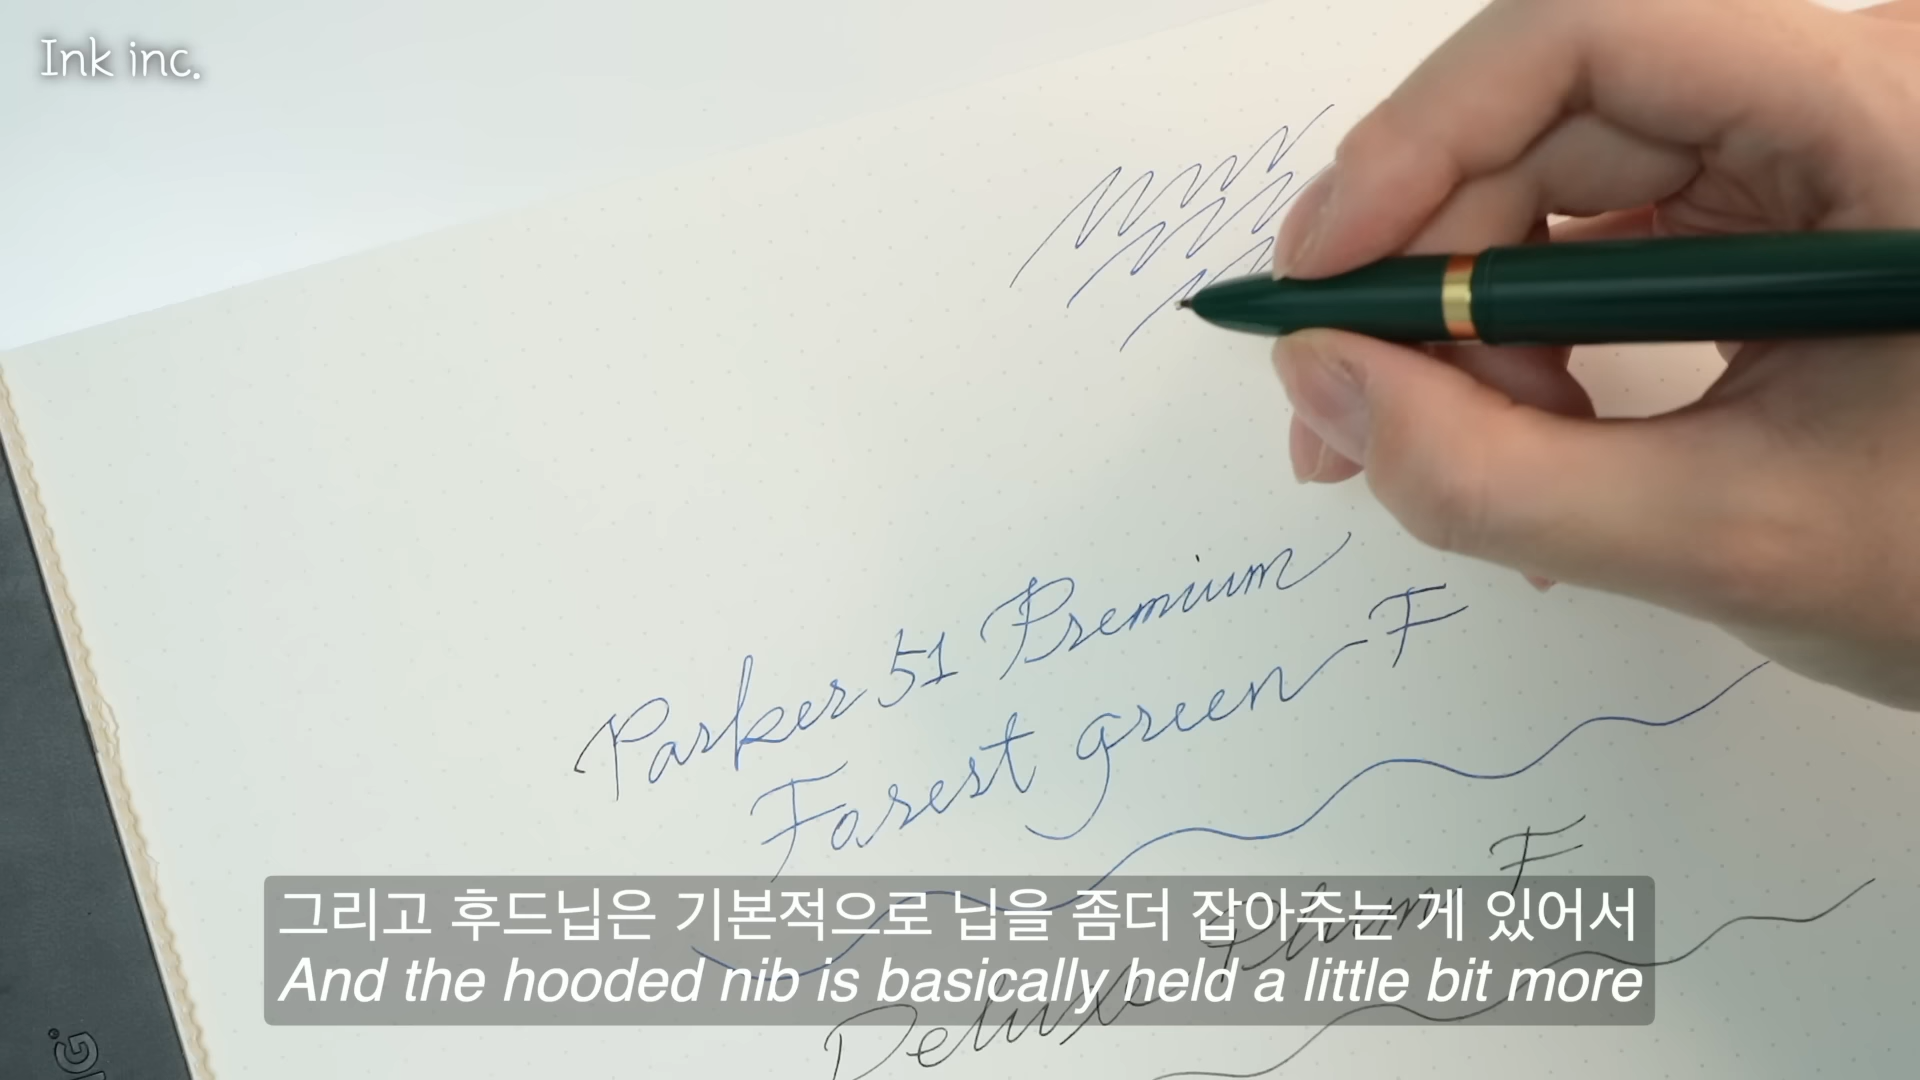 Ink inc.
Parker 51 Premium
Forest green - F
Deluxe Plum F
그리고 후드닙은 기본적으로 닙을 좀더 잡아주는 게 있어서
And the hooded nib is basically held a little bit more